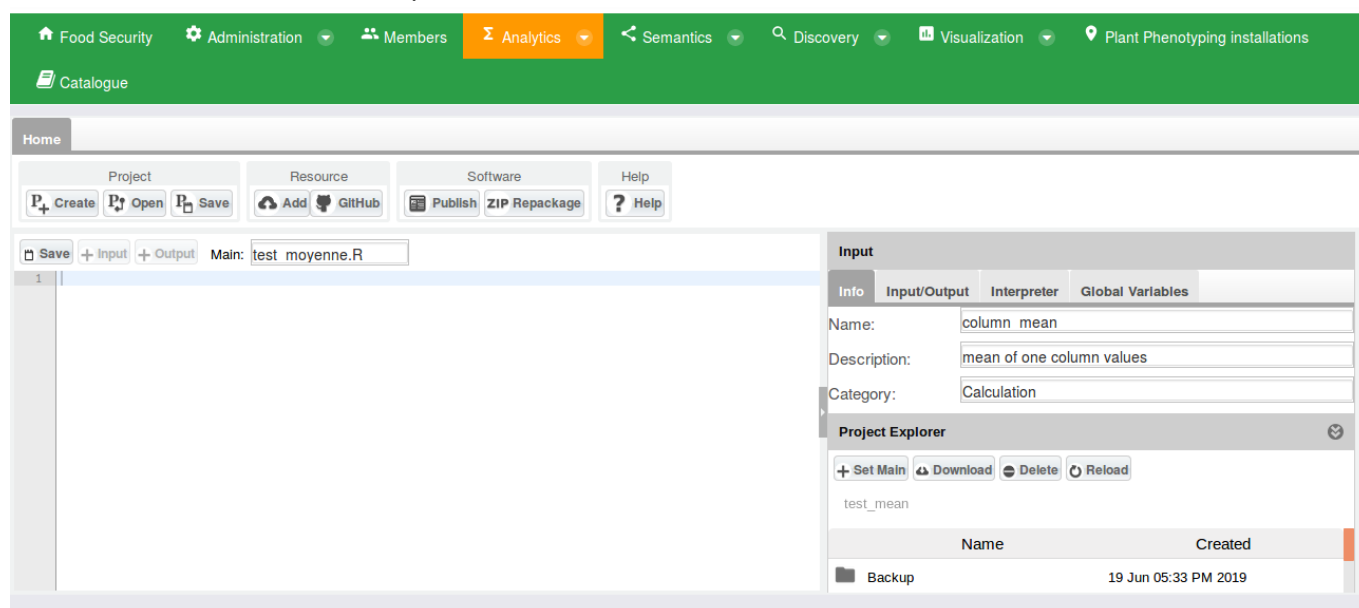 Food Security Administration Members Σ Analytics Semantics Discovery Visualization Plant Phenotyping installations
Catalogue
Home
Project Resource Software Help
P+ Create Open Save Add GitHub Publish ZIP Repackage ? Help
Save + Input + Output Main: test_moyenne.R
1
Input
Info Input/Output Interpreter Global Variables
Name: column_mean
Description: mean of one column values
Category: Calculation
Project Explorer
+ Set Main Download Delete Reload
test_mean
Name Created
Backup 19 Jun 05:33 PM 2019